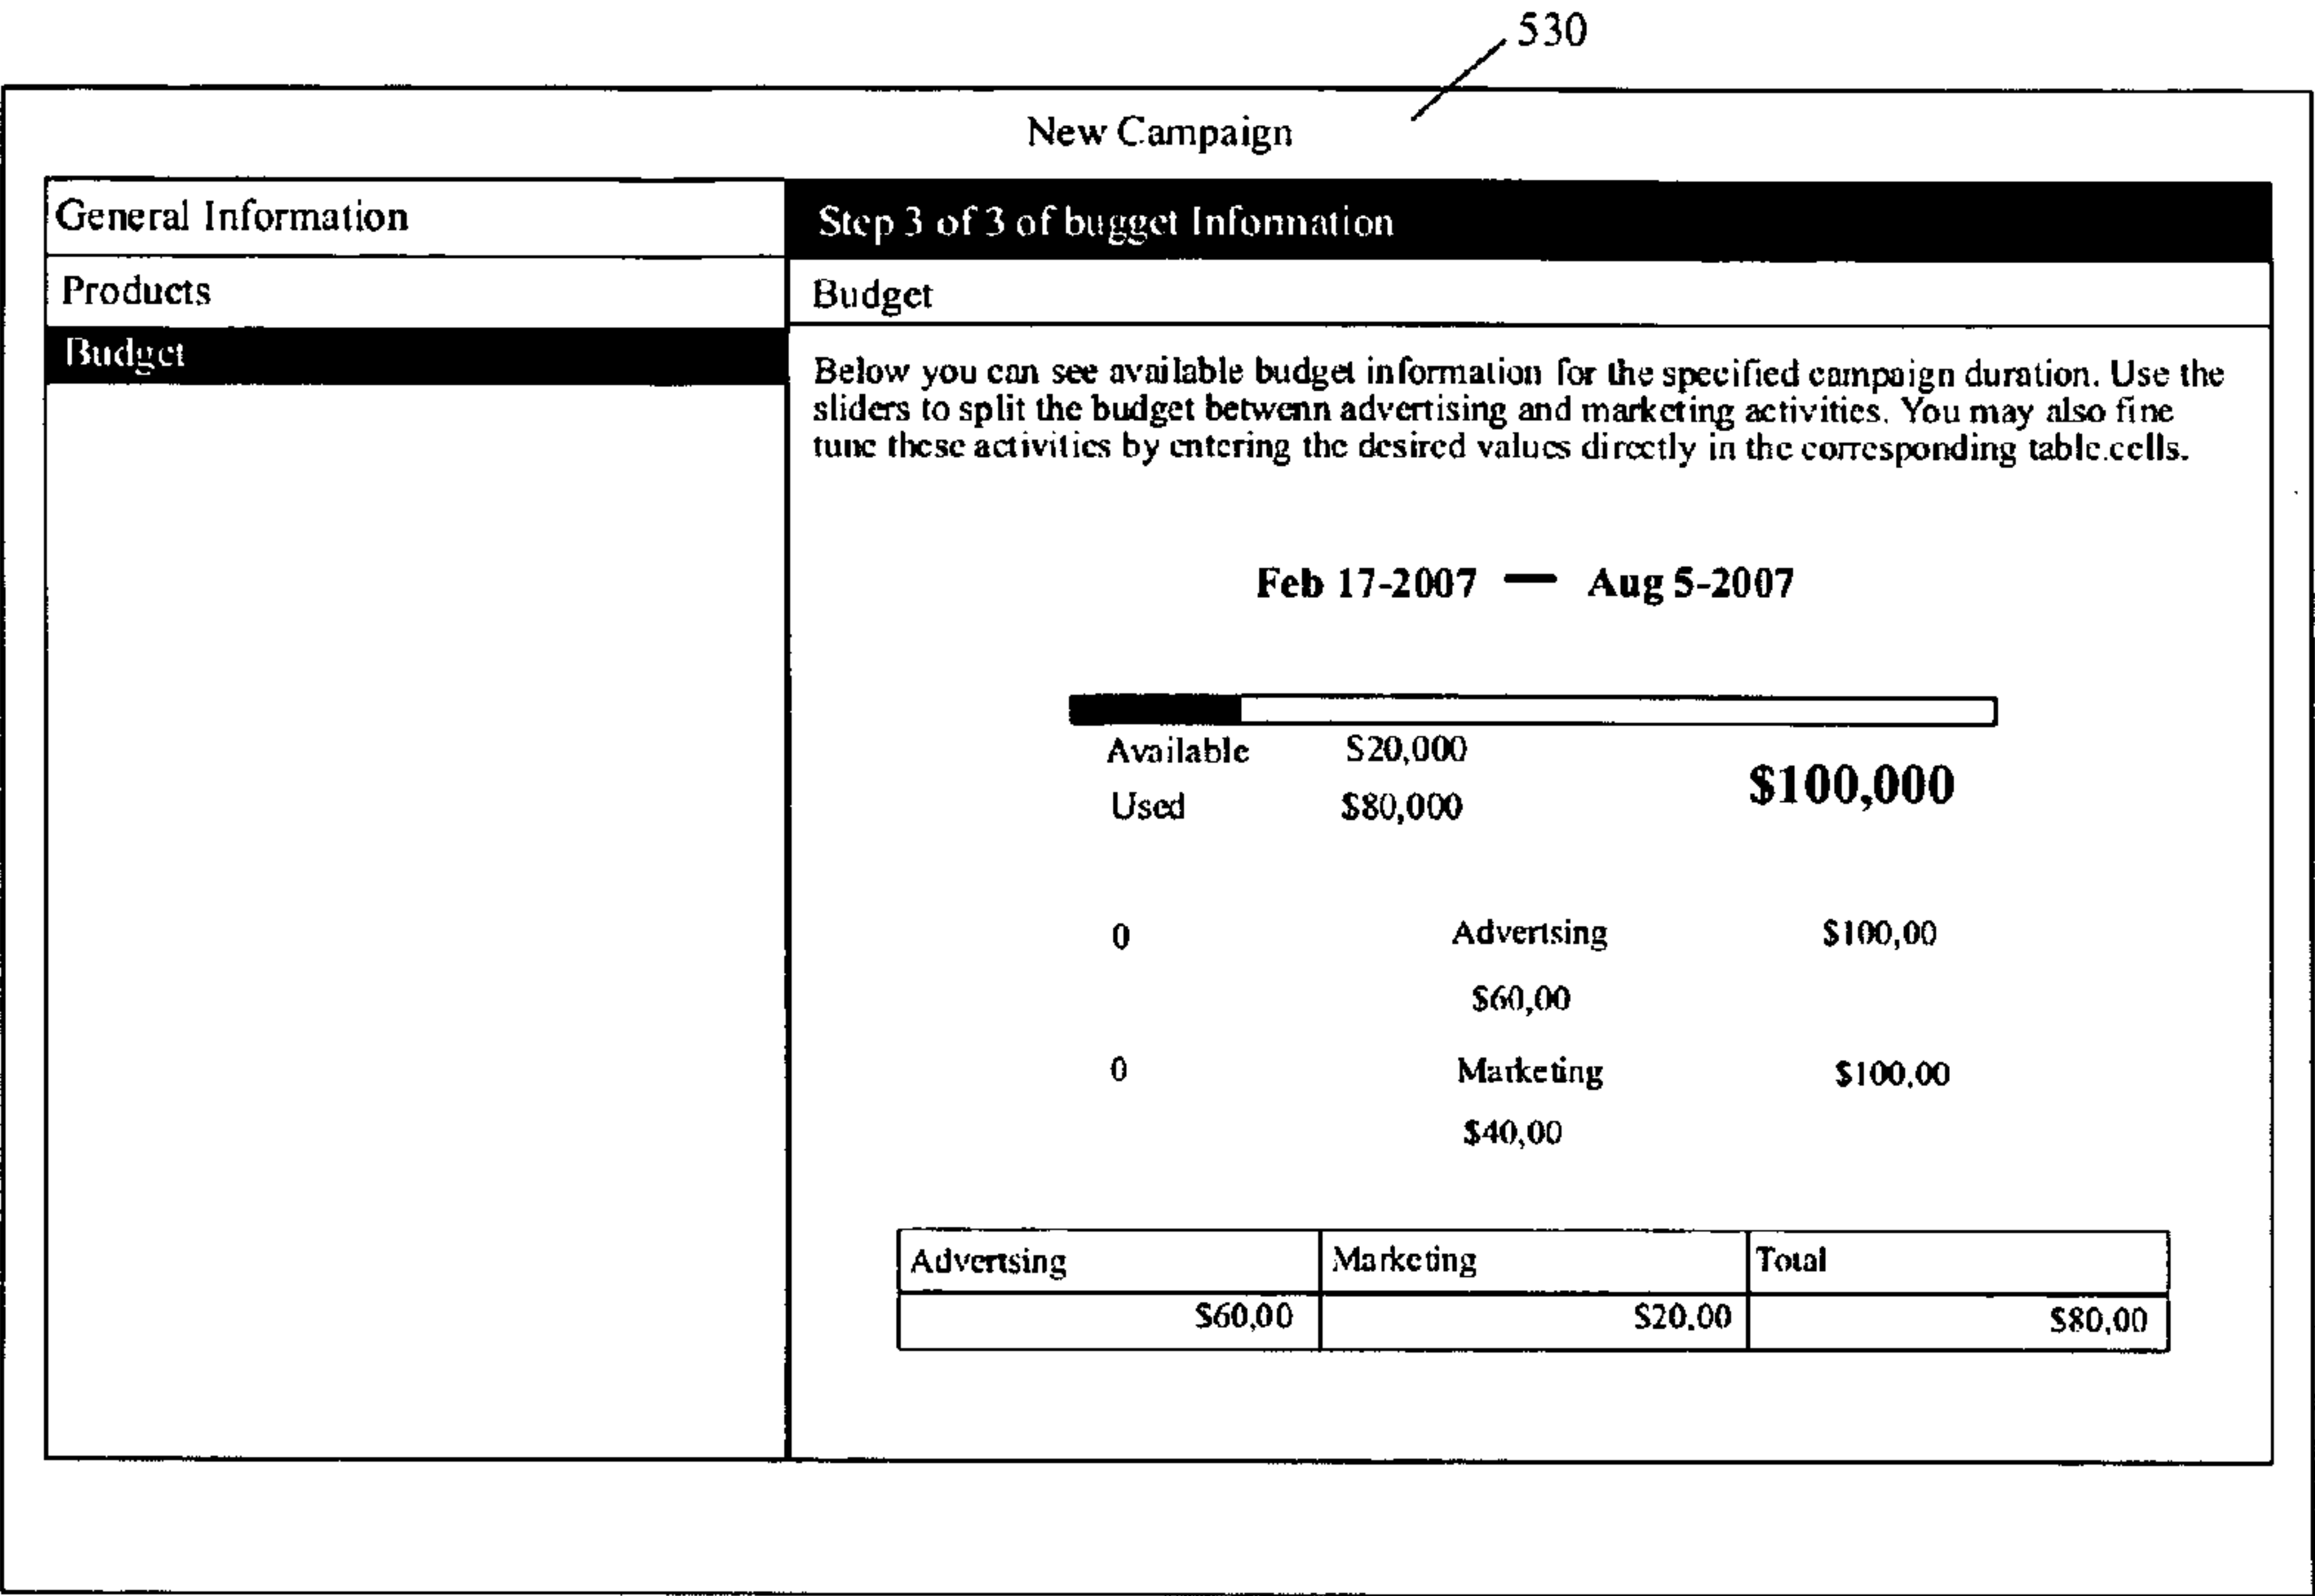 530
New Campaign
General Information
Products
Budget
Step 3 of 3 of bugget Information
Budget
Below you can see available budget information for the specified campaign duration. Use the
sliders to split the budget betwenn advertising and marketing activities. You may also fine
tune these activities by entering the desired values directly in the corresponding table.cells.
Feb 17-2007 — Aug 5-2007
Available $20,000
$100,000
Used $80,000
0 Advertsing $100,00
$60,00
0 Marketing $100,00
$40,00
Advertsing Marketing Total
$60,00 $20,00 $80,00